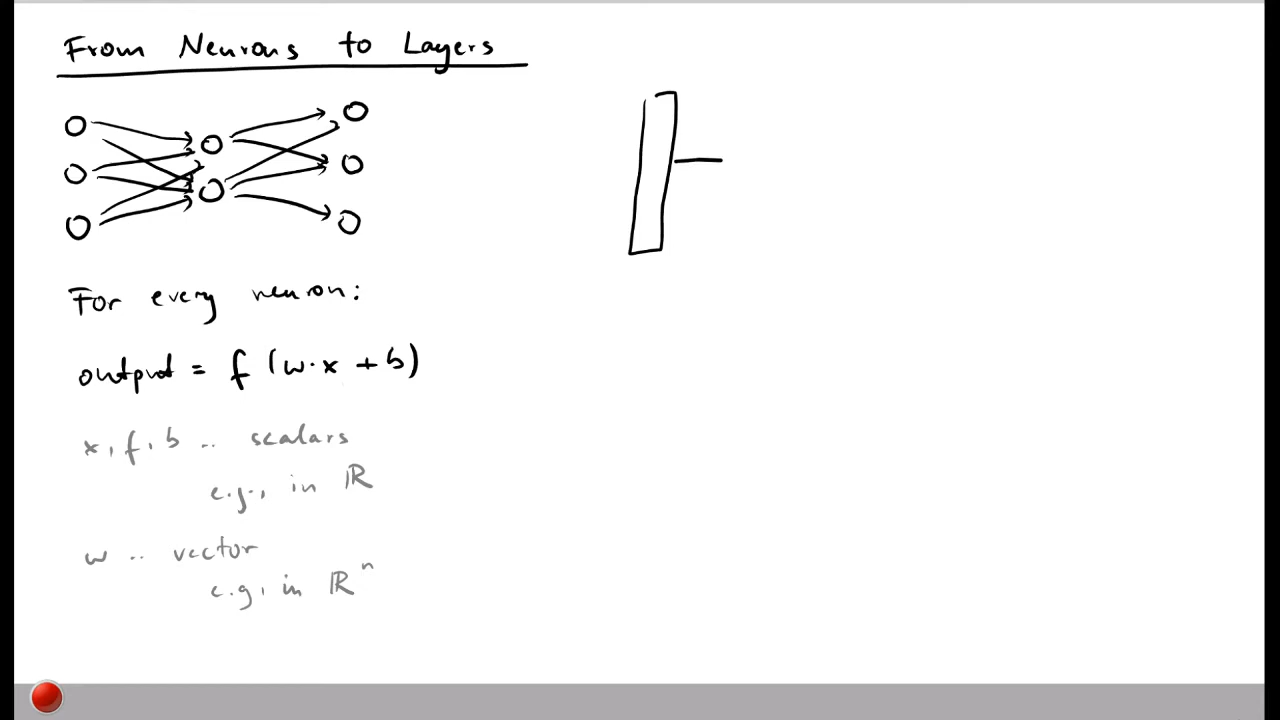 From Neurons to Layers
For every neuron:
output = f (w·x + b)
x, f, b .. scalars
e.g., in ℝ
w .. vector
e.g., in ℝⁿ